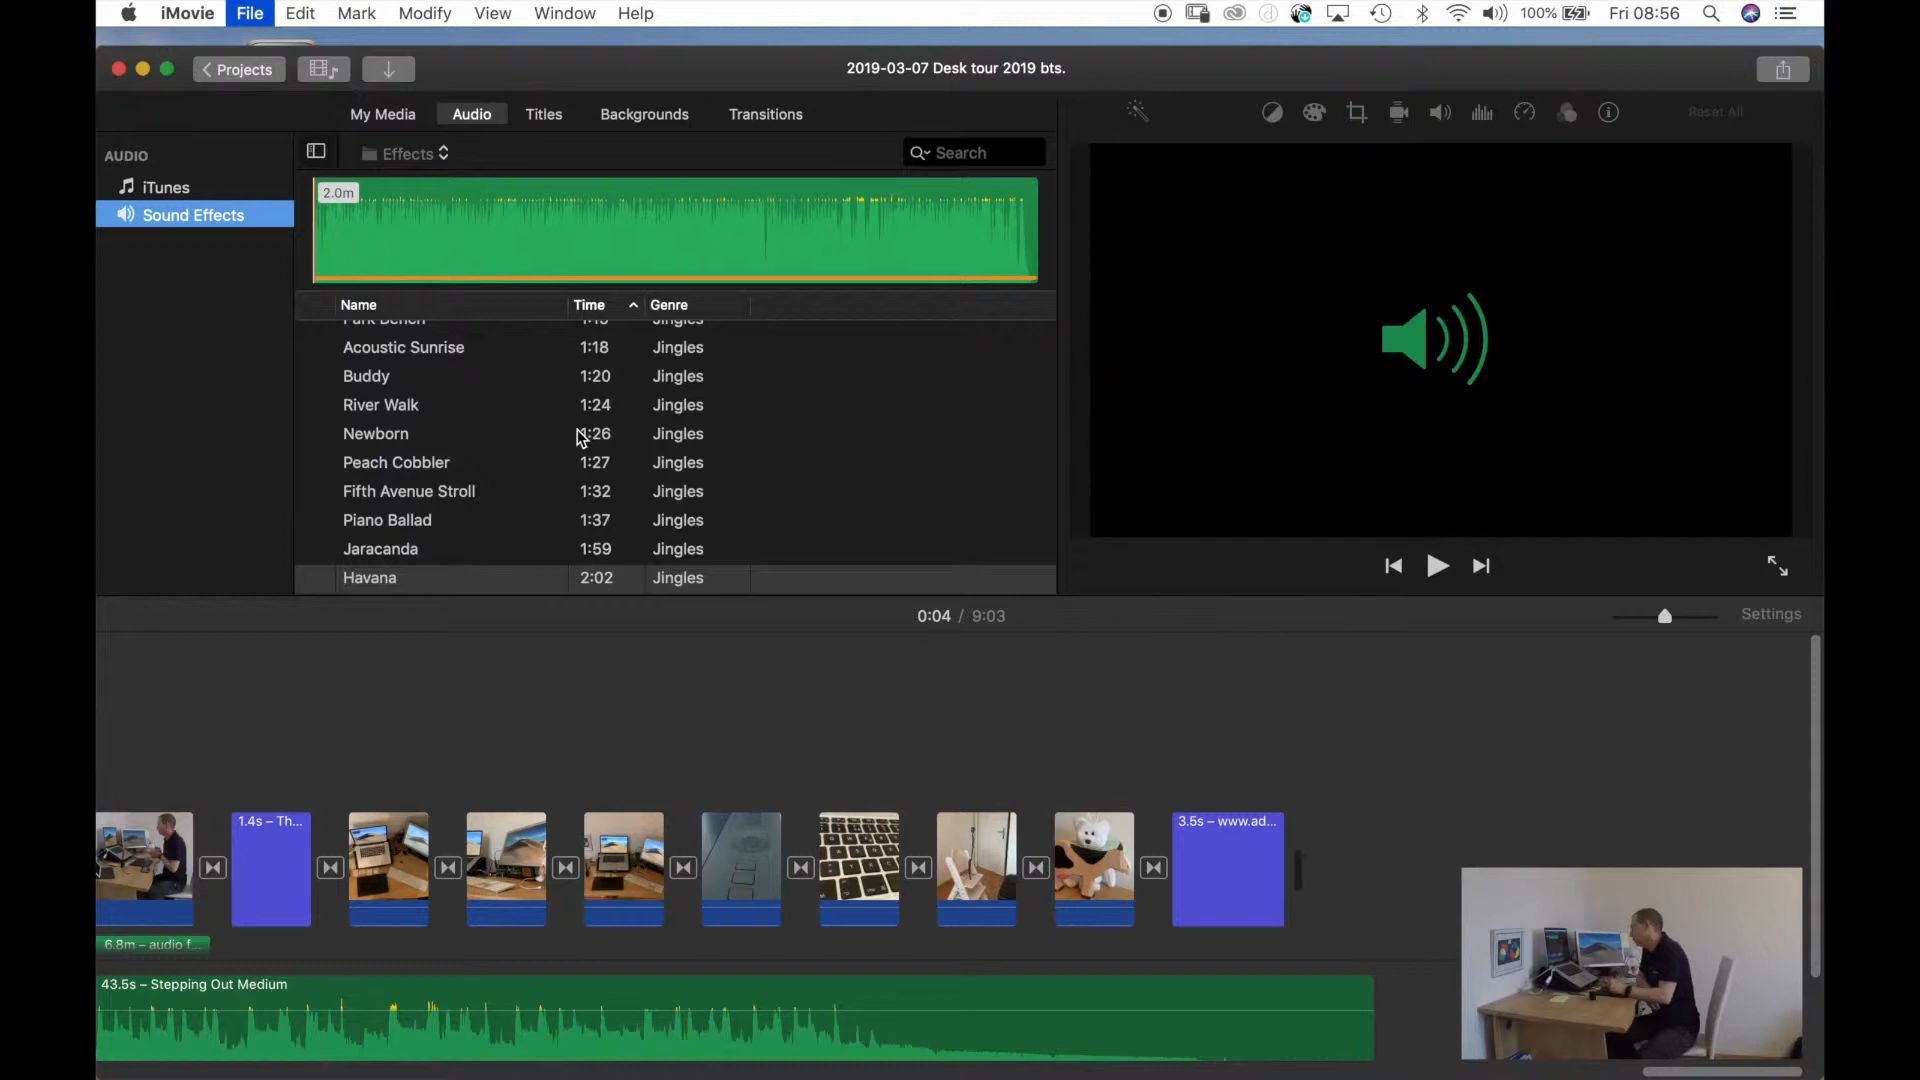 iMovie File Edit Mark Modify View Window Help 100% Fri 08:56
Projects 2019-03-07 Desk tour 2019 bts.
My Media Audio Titles Backgrounds Transitions Reset All
AUDIO
iTunes
Sound Effects
Effects Search
2.0m
Name Time Genre
Park Bench 1:15 Jingles
Acoustic Sunrise 1:18 Jingles
Buddy 1:20 Jingles
River Walk 1:24 Jingles
Newborn 1:26 Jingles
Peach Cobbler 1:27 Jingles
Fifth Avenue Stroll 1:32 Jingles
Piano Ballad 1:37 Jingles
Jaracanda 1:59 Jingles
Havana 2:02 Jingles
0:04 / 9:03 Settings
1.4s – Th...
3.5s – www.ad...
6.8m – audio f...
43.5s – Stepping Out Medium